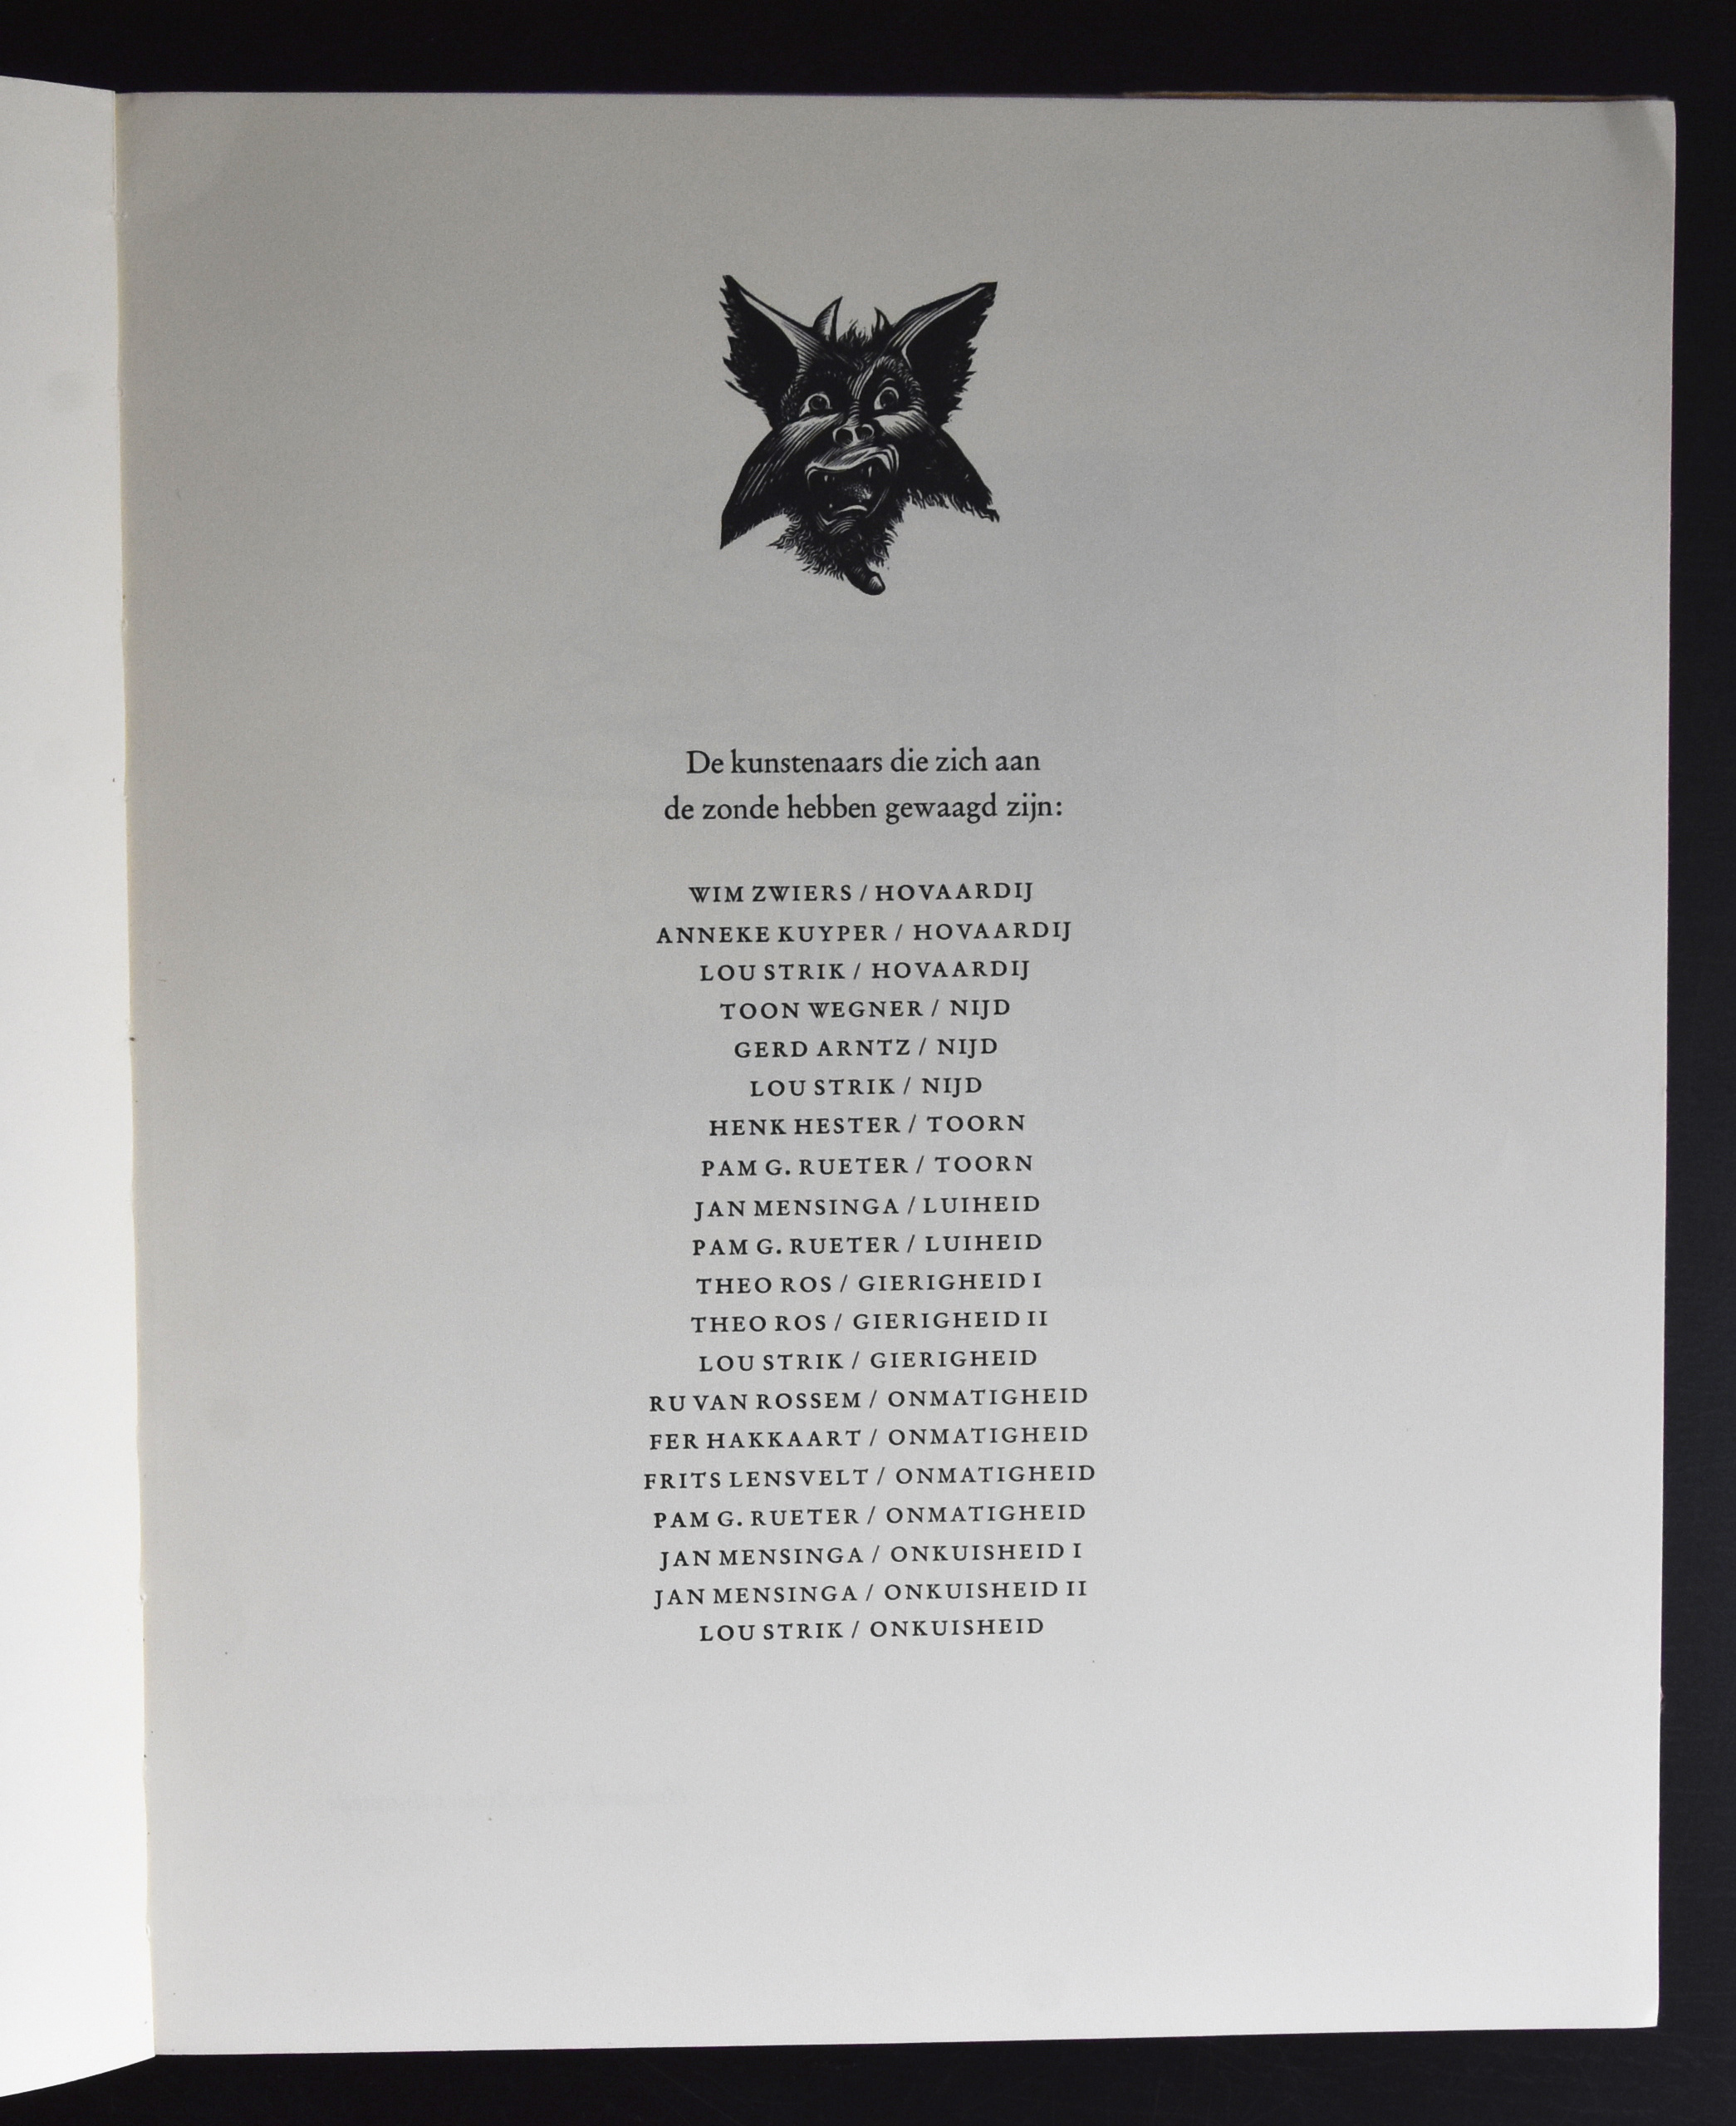 De kunstenaars die zich aan
de zonde hebben gewaagd zijn:
WIM ZWIERS / HOVAARDIJ
ANNEKE KUYPER / HOVAARDIJ
LOU STRIK / HOVAARDIJ
TOON WEGNER / NIJD
GERD ARNTZ / NIJD
LOU STRIK / NIJD
HENK HESTER / TOORN
PAM G. RUETER / TOORN
JAN MENSINGA / LUIHEID
PAM G. RUETER / LUIHEID
THEO ROS / GIERIGHEID I
THEO ROS / GIERIGHEID II
LOU STRIK / GIERIGHEID
RU VAN ROSSEM / ONMATIGHEID
FER HAKKAART / ONMATIGHEID
FRITS LENSVELT / ONMATIGHEID
PAM G. RUETER / ONMATIGHEID
JAN MENSINGA / ONKUISHEID I
JAN MENSINGA / ONKUISHEID II
LOU STRIK / ONKUISHEID